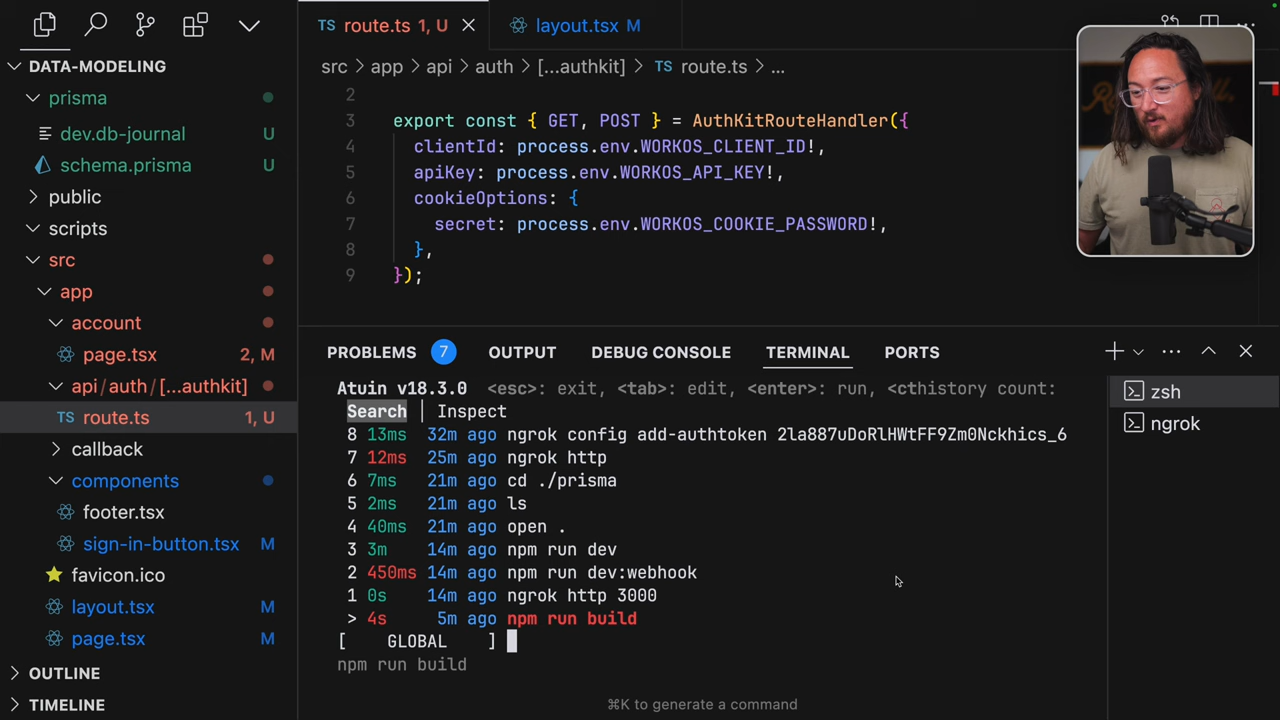 TS route.ts 1, U
layout.tsx M
DATA-MODELING
prisma
dev.db-journal U
schema.prisma U
public
scripts
src
app
account
page.tsx 2, M
api/auth/[...authkit]
TS route.ts 1, U
callback
components
footer.tsx
sign-in-button.tsx M
favicon.ico
layout.tsx M
page.tsx M
OUTLINE
TIMELINE
src > app > api > auth > [...authkit] > TS route.ts > ...
2
3 export const { GET, POST } = AuthKitRouteHandler({
4 clientId: process.env.WORKOS_CLIENT_ID!,
5 apiKey: process.env.WORKOS_API_KEY!,
6 cookieOptions: {
7 secret: process.env.WORKOS_COOKIE_PASSWORD!,
8 },
9 });
PROBLEMS 7 OUTPUT DEBUG CONSOLE TERMINAL PORTS
Atuin v18.3.0 <esc>: exit, <tab>: edit, <enter>: run, <cthistory count:
Search | Inspect
8 13ms 32m ago ngrok config add-authtoken 2la887uDoRlHWtFF9Zm0Nckhics_6
7 12ms 25m ago ngrok http
6 7ms 21m ago cd ./prisma
5 2ms 21m ago ls
4 40ms 21m ago open .
3 3m 14m ago npm run dev
2 450ms 14m ago npm run dev:webhook
1 0s 14m ago ngrok http 3000
> 4s 5m ago npm run build
[ GLOBAL ]
npm run build
⌘K to generate a command
zsh
ngrok